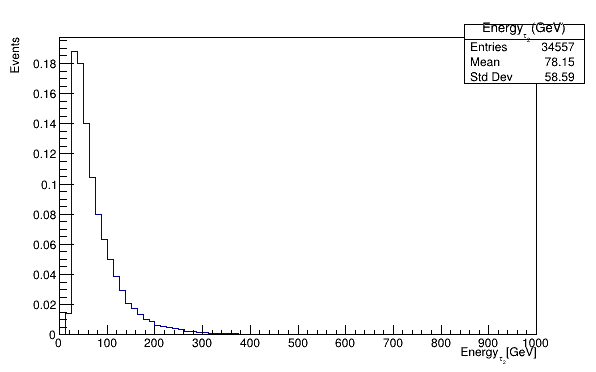 Energy_τ2 (GeV)
Entries 34557
Mean 78.15
Std Dev 58.59
Events
0.18
0.16
0.14
0.12
0.1
0.08
0.06
0.04
0.02
0
0 100 200 300 400 500 600 700 800 900 1000
Energy_τ2 [GeV]